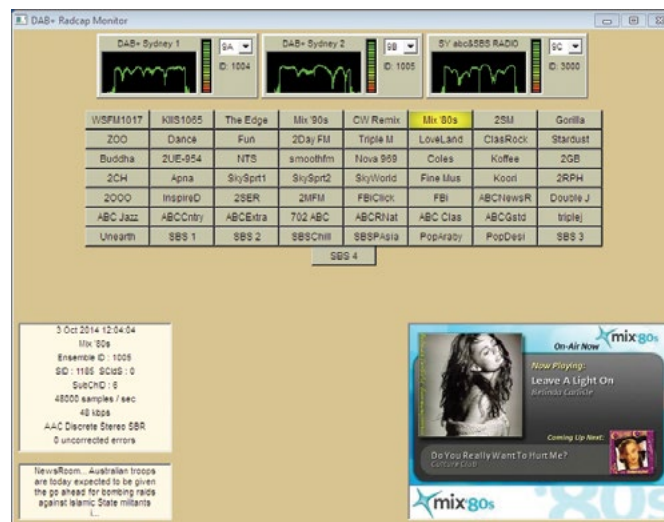 DAB+ Radcap Monitor
DAB+ Sydney 1 9A DAB+ Sydney 2 9B SY abc&SBS RADIO 9C
ID: 1004 ID: 1005 ID: 3000
WSFM1017 KIIS1065 The Edge Mix '90s CW Remix Mix '80s 2SM Gorilla
ZOO Dance Fun 2Day FM Triple M LoveLand ClasRock Stardust
Buddha 2UE-954 NTS smoothfm Nova 969 Coles Koffee 2GB
2CH Apna SkySprt1 SkySprt2 SkyWorld Fine Mus Koori 2RPH
2000 InspireD 2SER 2MFM FBiClick FBi ABCNewsR Double J
ABC Jazz ABCCntry ABCExtra 702 ABC ABCRNat ABC Clas ABCGstd triplej
Unearth SBS 1 SBS 2 SBSChill SBSPAsia PopAraby PopDesi SBS 3
SBS 4
3 Oct 2014 12:04:04
Mix '80s
Ensemble ID : 1005
SID : 1185 SCIdS : 0
SubChID : 6
48000 samples / sec
48 kbps
AAC Discrete Stereo SBR
0 uncorrected errors
NewsRoom... Australian troops
are today expected to be given
the go ahead for bombing raids
against Islamic State militants
i...
On-Air Now mix'80s
Now Playing:
Leave A Light On
Belinda Carlisle
Coming Up Next:
Do You Really Want To Hurt Me?
Culture Club
mix'80s
'80s